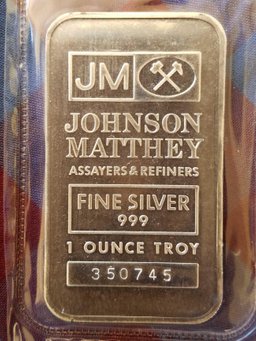 JM
JOHNSON
MATTHEY
ASSAYERS & REFINERS
FINE SILVER
999
1 OUNCE TROY
350745